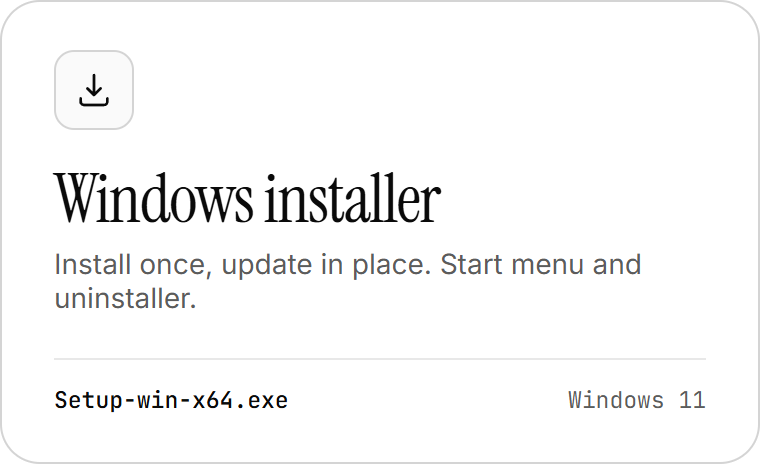 Windows installer
Install once, update in place. Start menu and
uninstaller.
Setup-win-x64.exe
Windows 11